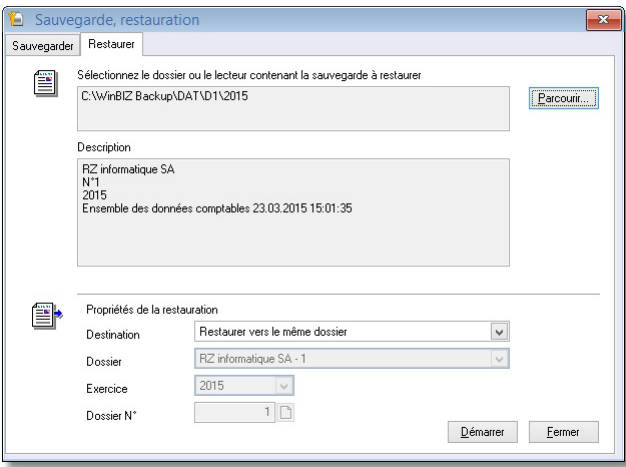 Sauvegarde, restauration
Sauvegarder Restaurer
Sélectionnez le dossier ou le lecteur contenant la sauvegarde à restaurer
C:\WinBIZ Backup\DAT\D1\2015
Parcourir...
Description
RZ informatique SA
N°1
2015
Ensemble des données comptables 23.03.2015 15:01:35
Propriétés de la restauration
Destination Restaurer vers le même dossier
Dossier RZ informatique SA - 1
Exercice 2015
Dossier N° 1
Démarrer Fermer